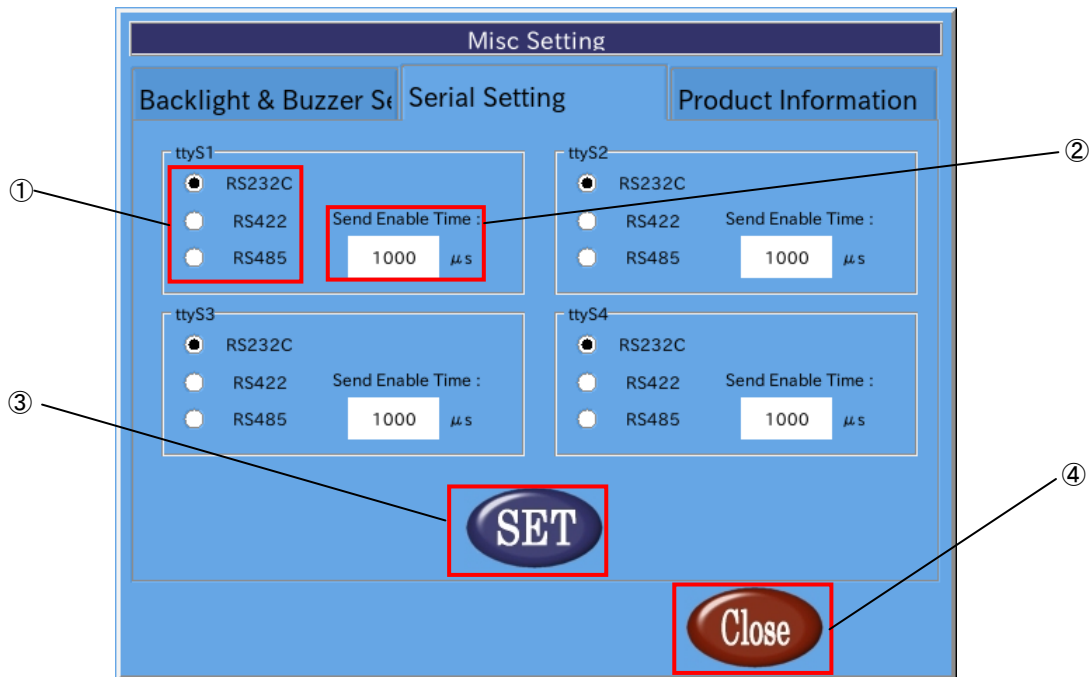 Misc Setting
Backlight & Buzzer Se Serial Setting Product Information
ttyS1
RS232C
RS422
RS485
Send Enable Time :
1000 μs
ttyS2
RS232C
RS422
RS485
Send Enable Time :
1000 μs
ttyS3
RS232C
RS422
RS485
Send Enable Time :
1000 μs
ttyS4
RS232C
RS422
RS485
Send Enable Time :
1000 μs
SET
Close
①
②
③
④